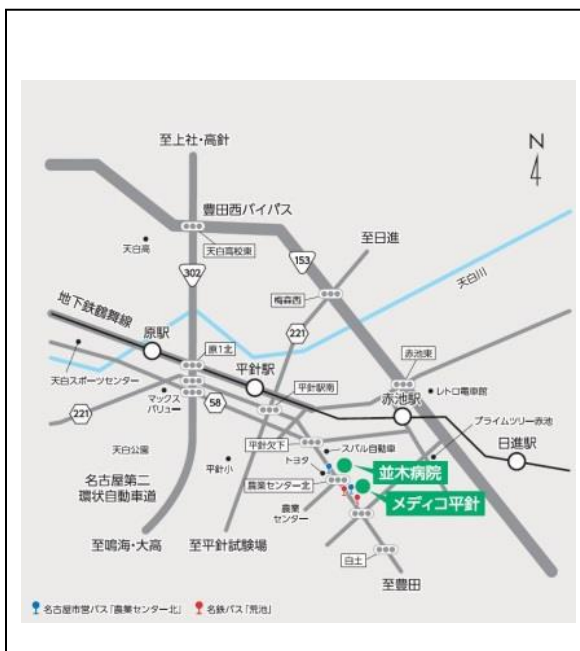 至上社・高針
N
豊田西バイパス
至日進
天白高
天白高校東
153
天白川
302
梅森西
地下鉄鶴舞線
221
原駅
原1北
平針駅
赤池東
天白スポーツセンター
マックス
バリュー
58
平針駅南
赤池駅
レトロ電車館
221
プライムツリー赤池
天白公園
平針小
平針欠下
スバル自動車
日進駅
トヨタ
並木病院
名古屋第二
環状自動車道
農業センター北
メディコ平針
農業
センター
至鳴海・大高
至平針試験場
白土
至豊田
名古屋市営バス「農業センター北」
名鉄バス「荒池」